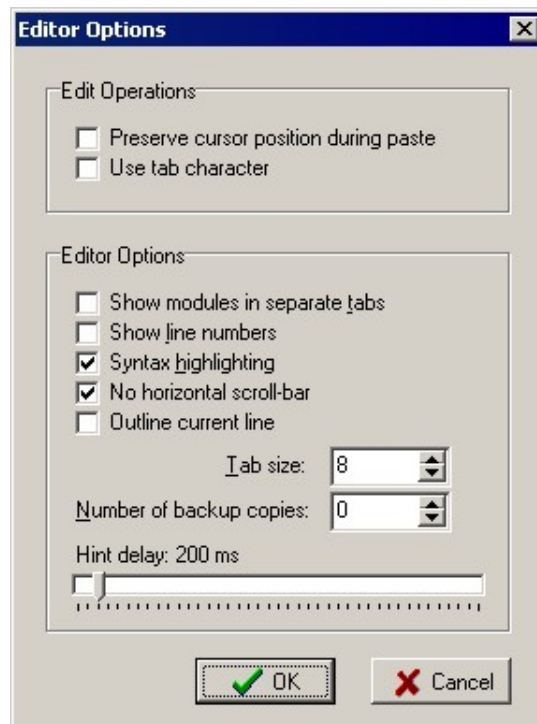 Editor Options
Edit Operations
Preserve cursor position during paste
Use tab character
Editor Options
Show modules in separate tabs
Show line numbers
Syntax highlighting
No horizontal scroll-bar
Outline current line
Tab size: 8
Number of backup copies: 0
Hint delay: 200 ms
OK Cancel